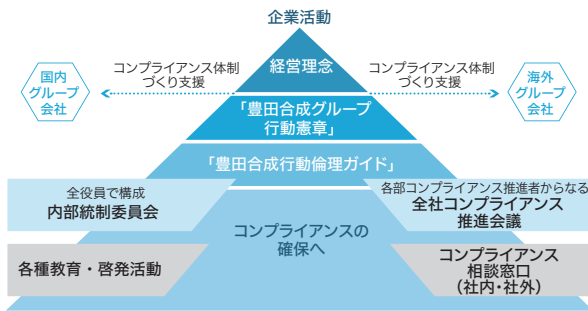 企業活動
経営理念
国内
グループ
会社
コンプライアンス体制
づくり支援
コンプライアンス体制
づくり支援
海外
グループ
会社
「豊田合成グループ
行動憲章」
「豊田合成行動倫理ガイド」
全役員で構成
内部統制委員会
各部コンプライアンス推進者からなる
全社コンプライアンス
推進会議
コンプライアンスの
確保へ
各種教育・啓発活動
コンプライアンス
相談窓口
（社内・社外）